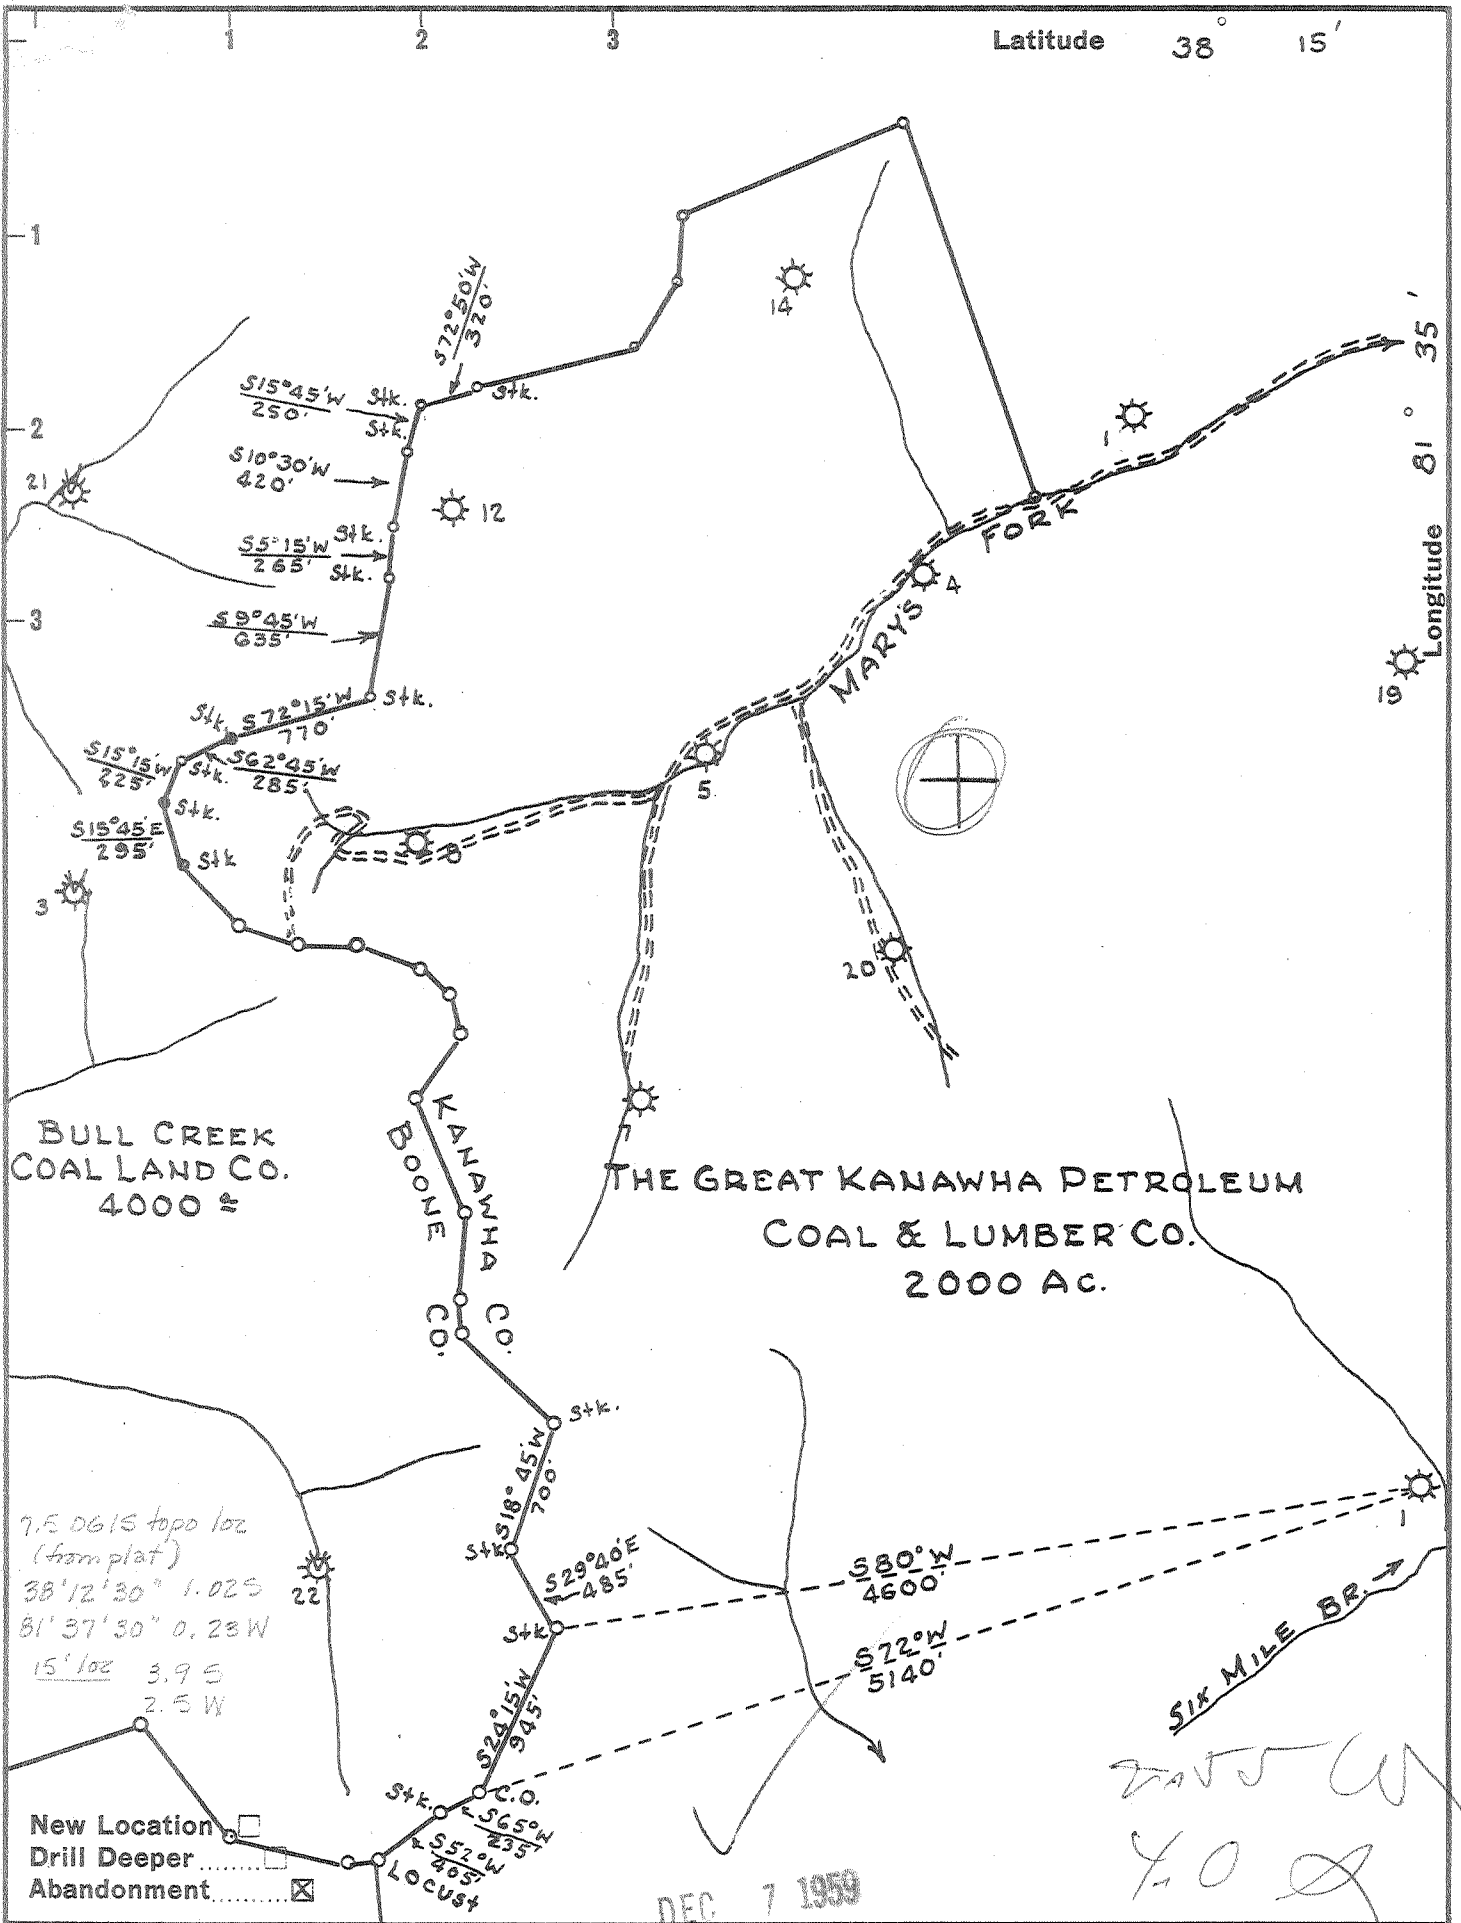 1 2 3
Latitude 38° 15'
1
2
3
Longitude 81° 35'
14
S72°50'W
320'
Stk.
S15°45'W
250'
Stk.
Stk.
S10°30'W
420'
21
12
1
Stk.
S5°15'W
265'
Stk.
S9°45'W
635'
MARY'S FORK
4
19
Stk.
S72°15'W
770'
Stk.
S62°45'W
285'
S15°15'W
225'
Stk.
Stk.
S15°45'E
295'
Stk
5
8
3
20
7
KANAWHA CO.
BOONE CO.
BULL CREEK
COAL LAND CO.
4000 ±
THE GREAT KANAWHA PETROLEUM
COAL & LUMBER CO.
2000 AC.
Stk.
S18°45'W
700'
Stk
S29°40'E
485'
Stk
S80°W
4600'
1
S72°W
5140'
SIX MILE BR.
22
7.5 topo loc
(from plat)
38°12'30" 1.02S
81°37'30" 0.23W
15' loc 3.9 S
2.5 W
S24°15'W
945'
C.O.
Stk.
S65°W
235'
S52°W
405'
LOCUST
New Location
Drill Deeper ........
Abandonment .......... ☒
DEC 7 1959